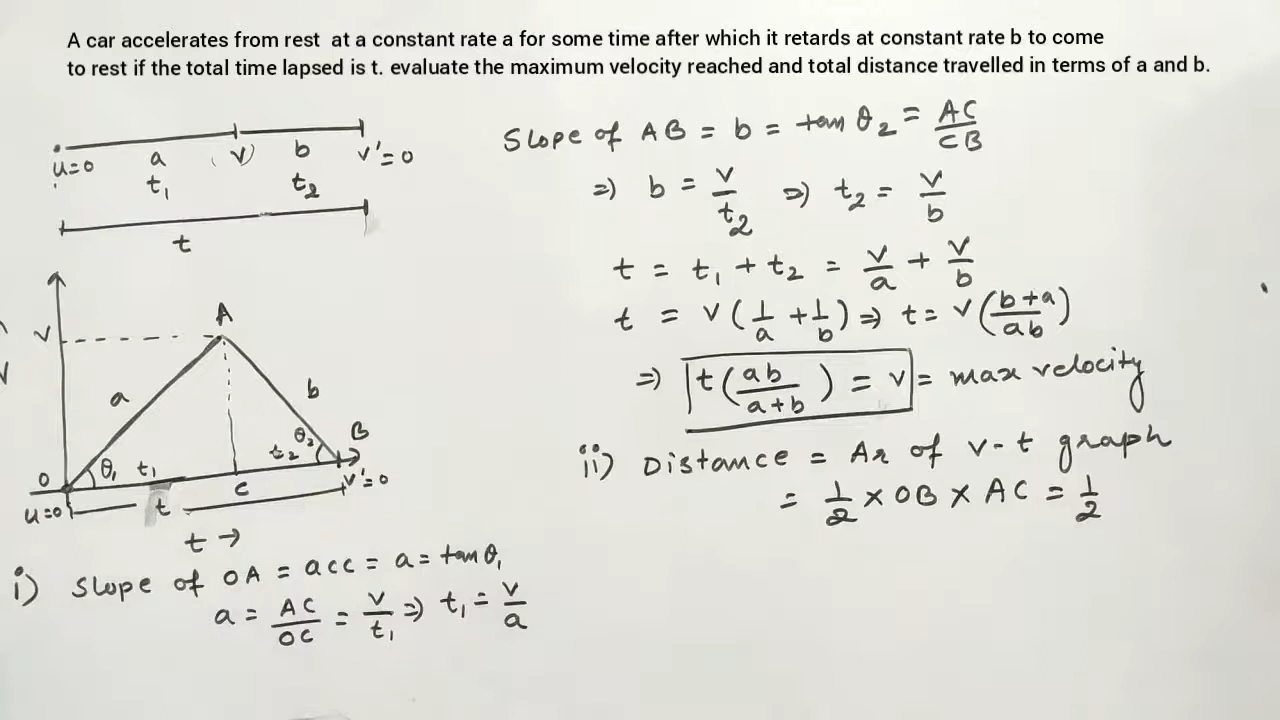 A car accelerates from rest at a constant rate a for some time after which it retards at constant rate b to come
to rest if the total time lapsed is t. evaluate the maximum velocity reached and total distance travelled in terms of a and b.
u=0 a (v) b v'=0
t₁ t₂
t
v A
a b
O θ₁ t₁ C t₂ θ₂ B
u=0 t v'=0
t →
i) Slope of OA = acc = a = tan θ₁
a = AC/OC = v/t₁ ⇒ t₁ = v/a
Slope of AB = b = tan θ₂ = AC/CB
⇒ b = v/t₂ ⇒ t₂ = v/b
t = t₁ + t₂ = v/a + v/b
t = v(1/a + 1/b) ⇒ t = v((b+a)/ab)
⇒ t(ab/(a+b)) = v = max velocity
ii) Distance = Ar of v-t graph
= 1/2 × OB × AC = 1/2